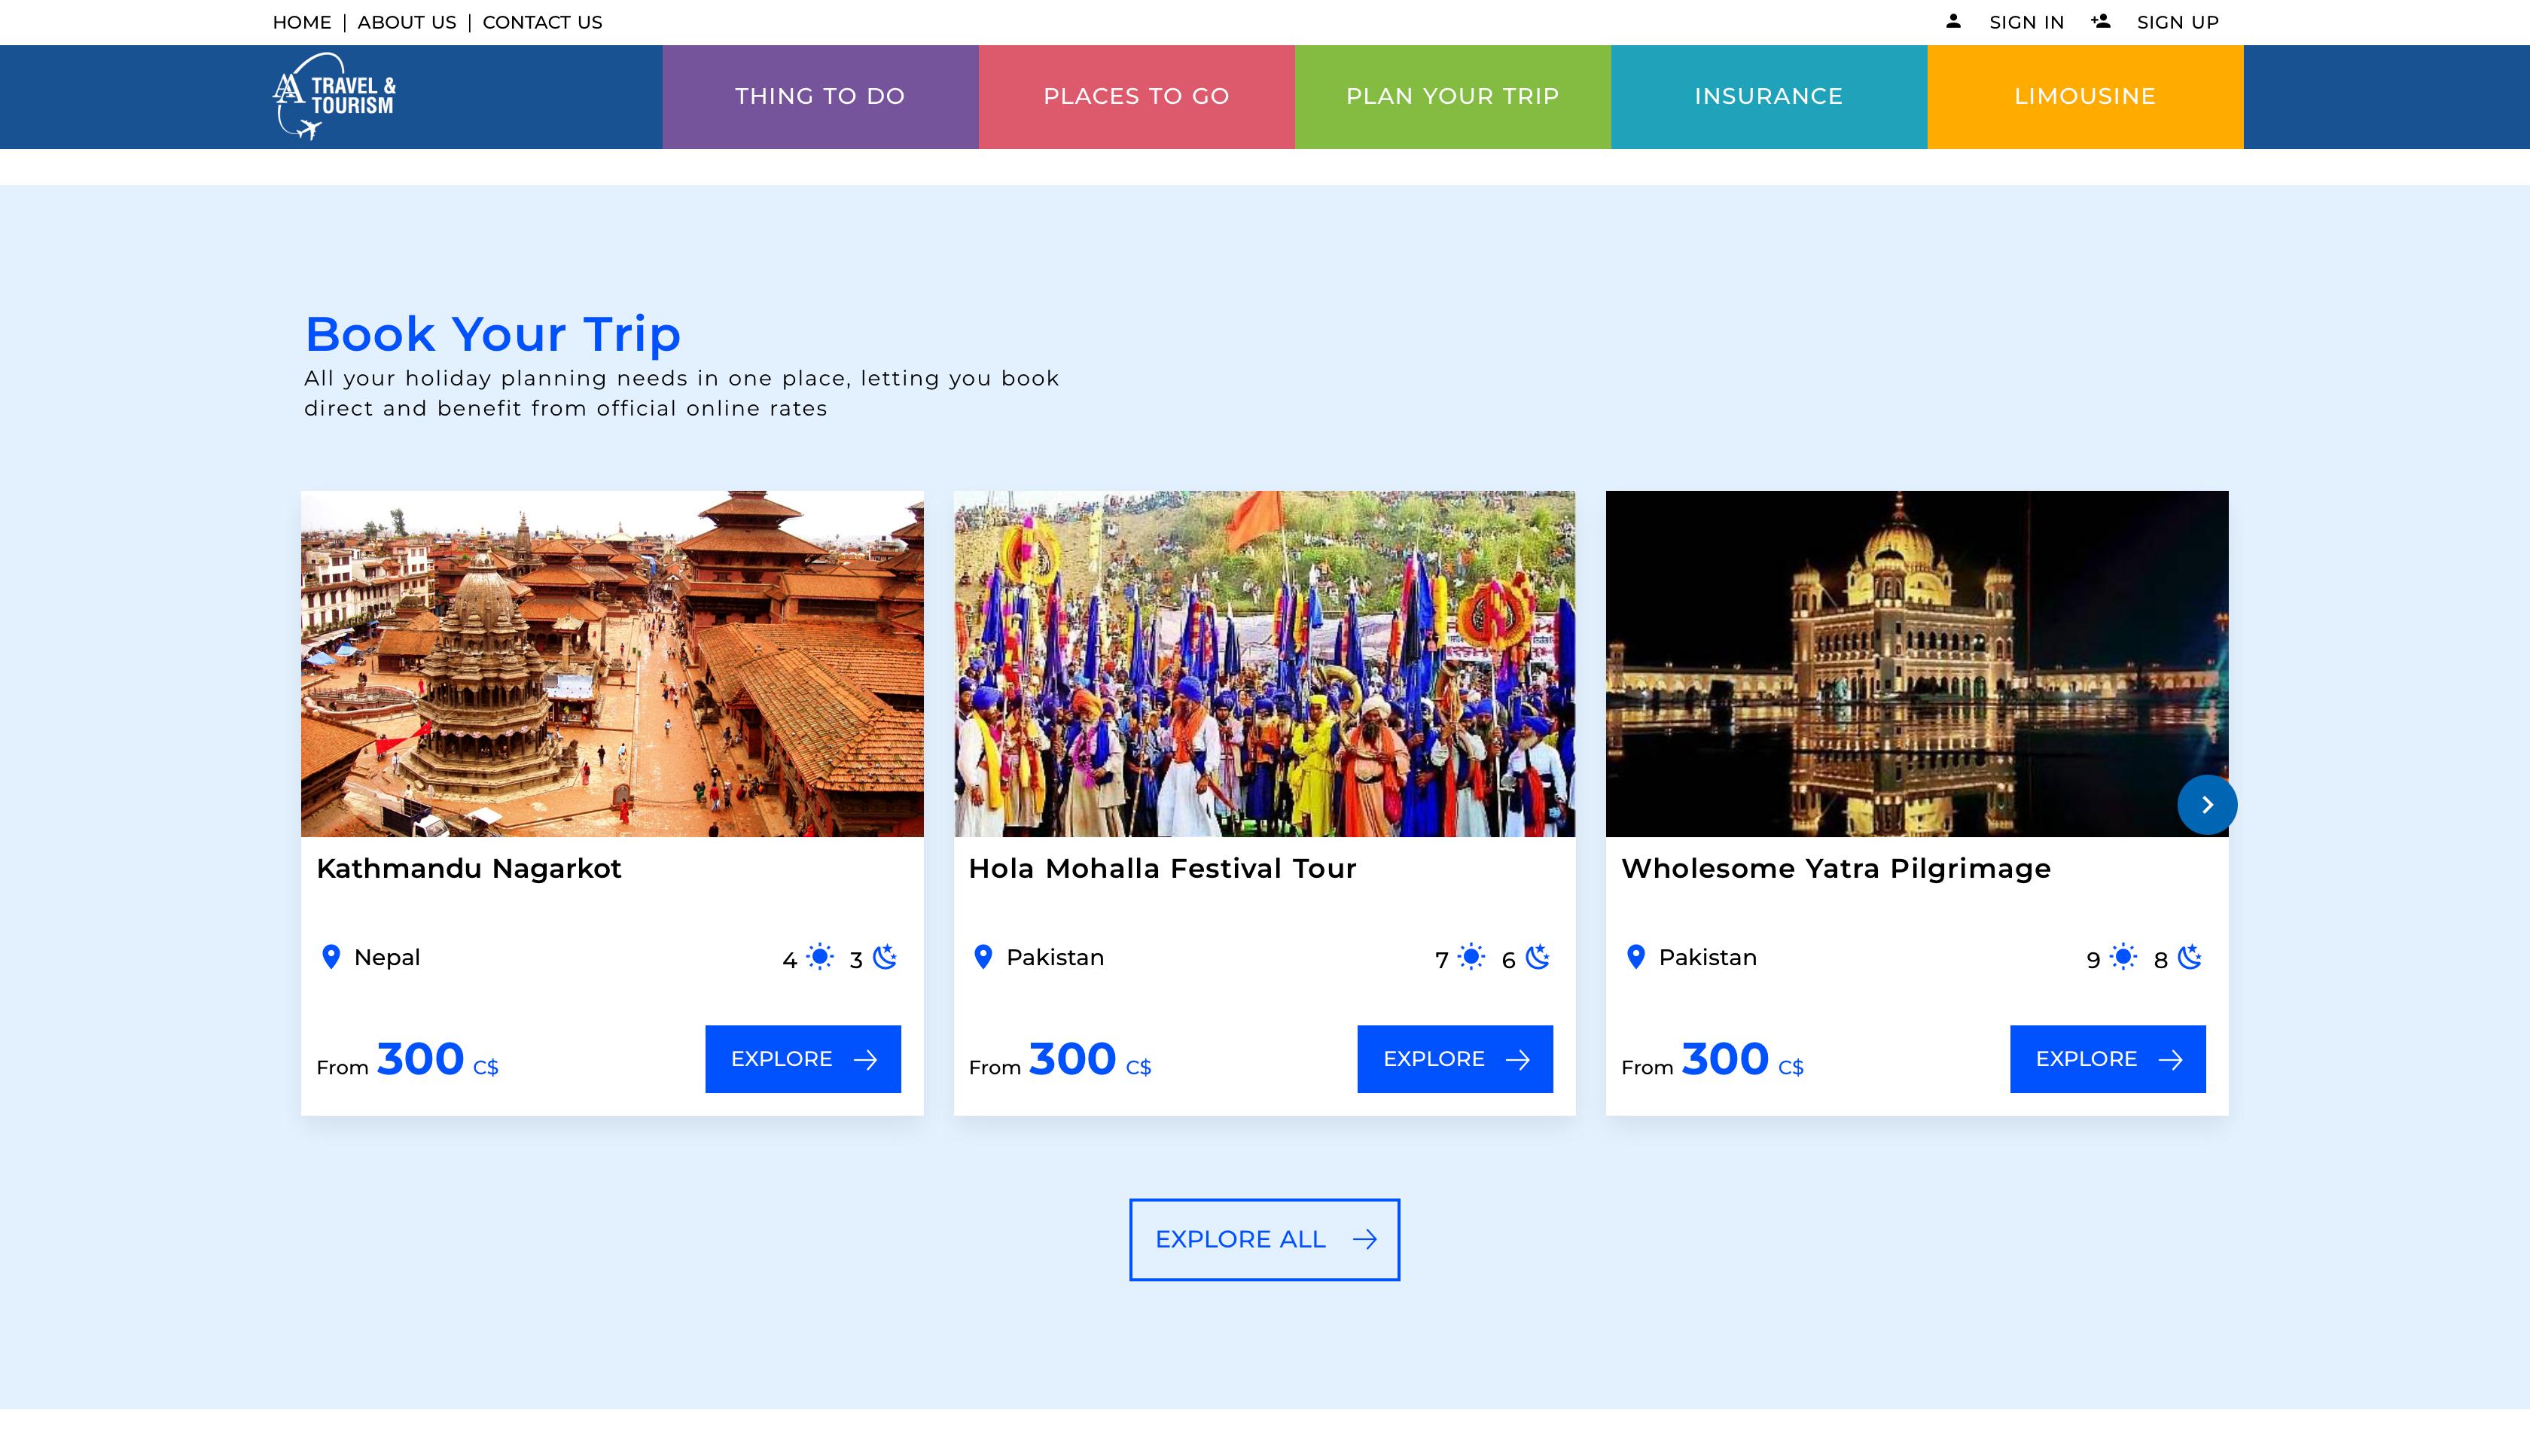 HOME | ABOUT US | CONTACT US
SIGN IN SIGN UP
TRAVEL &
TOURISM
THING TO DO
PLACES TO GO
PLAN YOUR TRIP
INSURANCE
LIMOUSINE
Book Your Trip
All your holiday planning needs in one place, letting you book
direct and benefit from official online rates
Kathmandu Nagarkot
Nepal
4 3
From 300 C$
EXPLORE
Hola Mohalla Festival Tour
Pakistan
7 6
From 300 C$
EXPLORE
Wholesome Yatra Pilgrimage
Pakistan
9 8
From 300 C$
EXPLORE
EXPLORE ALL